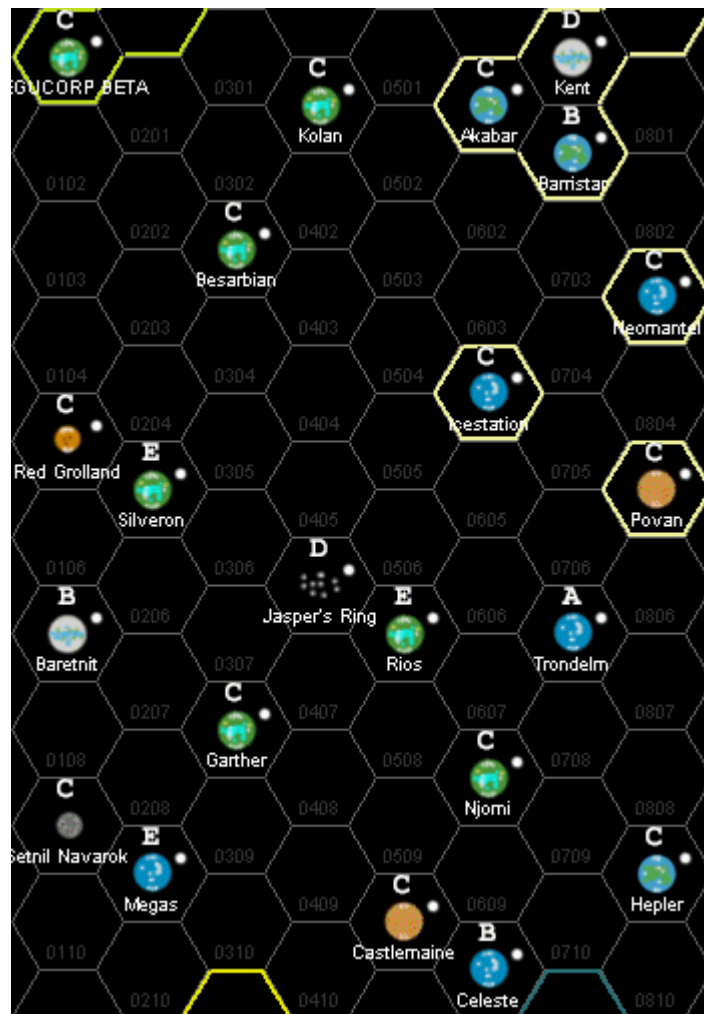 C
D
C
C
0301
0501
EGUCORP BETA
Kolan
Akabar
Kent
B
0201
0801
0102
0302
0502
Barristan
C
0202
0402
0602
0802
C
Besarbian
0103
0503
0703
Neomantel
0203
0403
0603
C
0104
0304
0504
0704
C
0204
0404
Icestation
0804
C
Red Grolland
E
0305
0505
0705
Silveron
0405
0605
Povan
D
0106
0306
0506
0706
B
E
A
0206
Jasper's Ring
0606
0806
Baretnit
Rios
Trondelm
0307
C
0207
0407
0607
0807
C
0108
Garther
0508
0708
C
0208
0408
Njomi
0808
E
C
Setnil Navarok
0309
0509
0709
C
Megas
0409
0609
Hepler
B
0110
Castlemaine
0310
0710
0210
0410
Celeste
0810